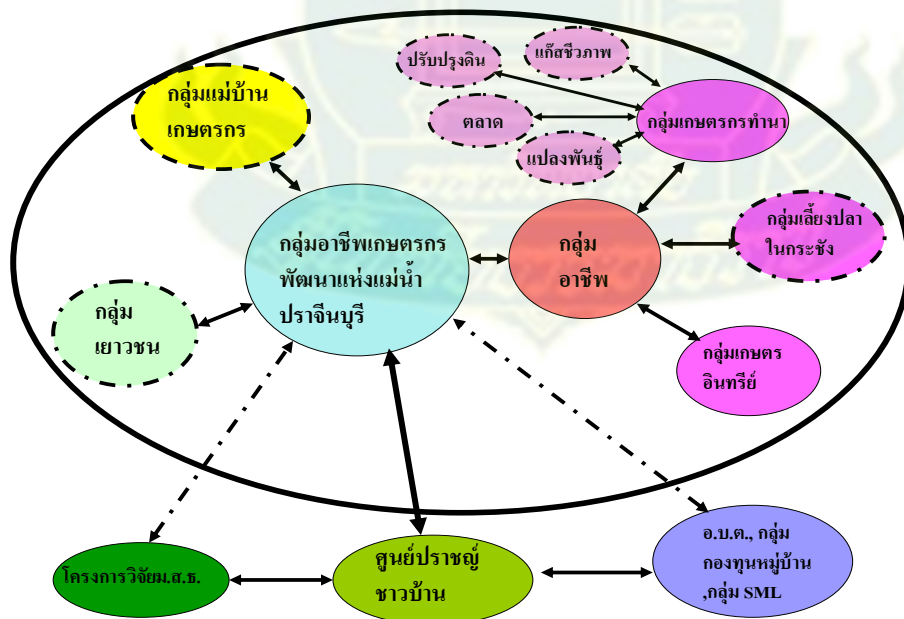 แก๊สชีวภาพ
ปรับปรุงดิน
กลุ่มแม่บ้าน
เกษตรกร
ตลาด
กลุ่มเกษตรกรทำนา
แปลงพันธุ์
กลุ่มอาชีพเกษตรกร
พัฒนาแห่งแม่น้ำ
ปราจีนบุรี
กลุ่ม
อาชีพ
กลุ่มเลี้ยงปลา
ในกระชัง
กลุ่ม
เยาวชน
กลุ่มเกษตร
อินทรีย์
โครงการวิจัยม.ส.ธ.
ศูนย์ปราชญ์
ชาวบ้าน
อ.บ.ต., กลุ่ม
กองทุนหมู่บ้าน
,กลุ่ม SML